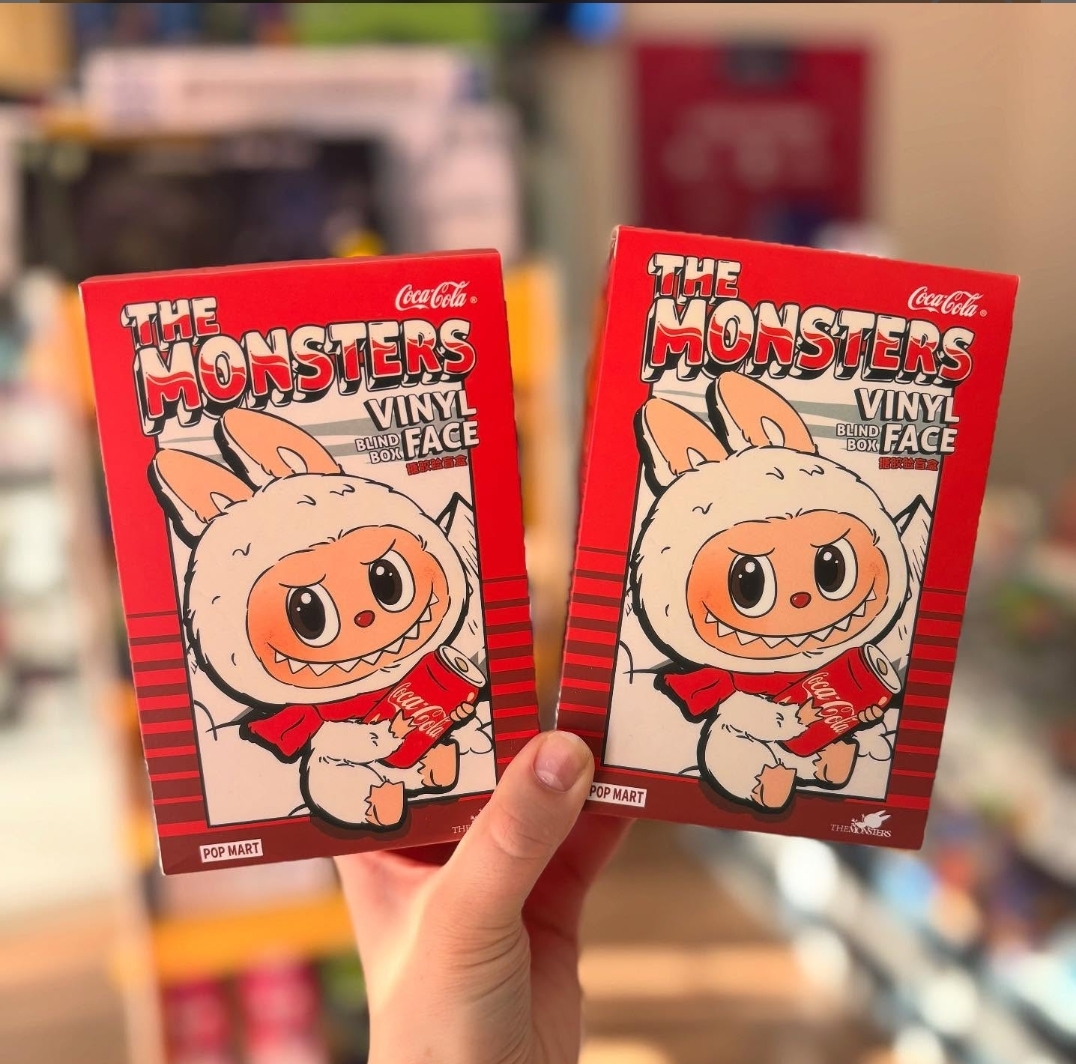 Coca-Cola®
THE
MONSTERS
VINYL
BLIND BOX FACE
Coca-Cola
POP MART
THE
Coca-Cola®
THE
MONSTERS
VINYL
BLIND BOX FACE
Coca-Cola
POP MART
THE MONSTERS